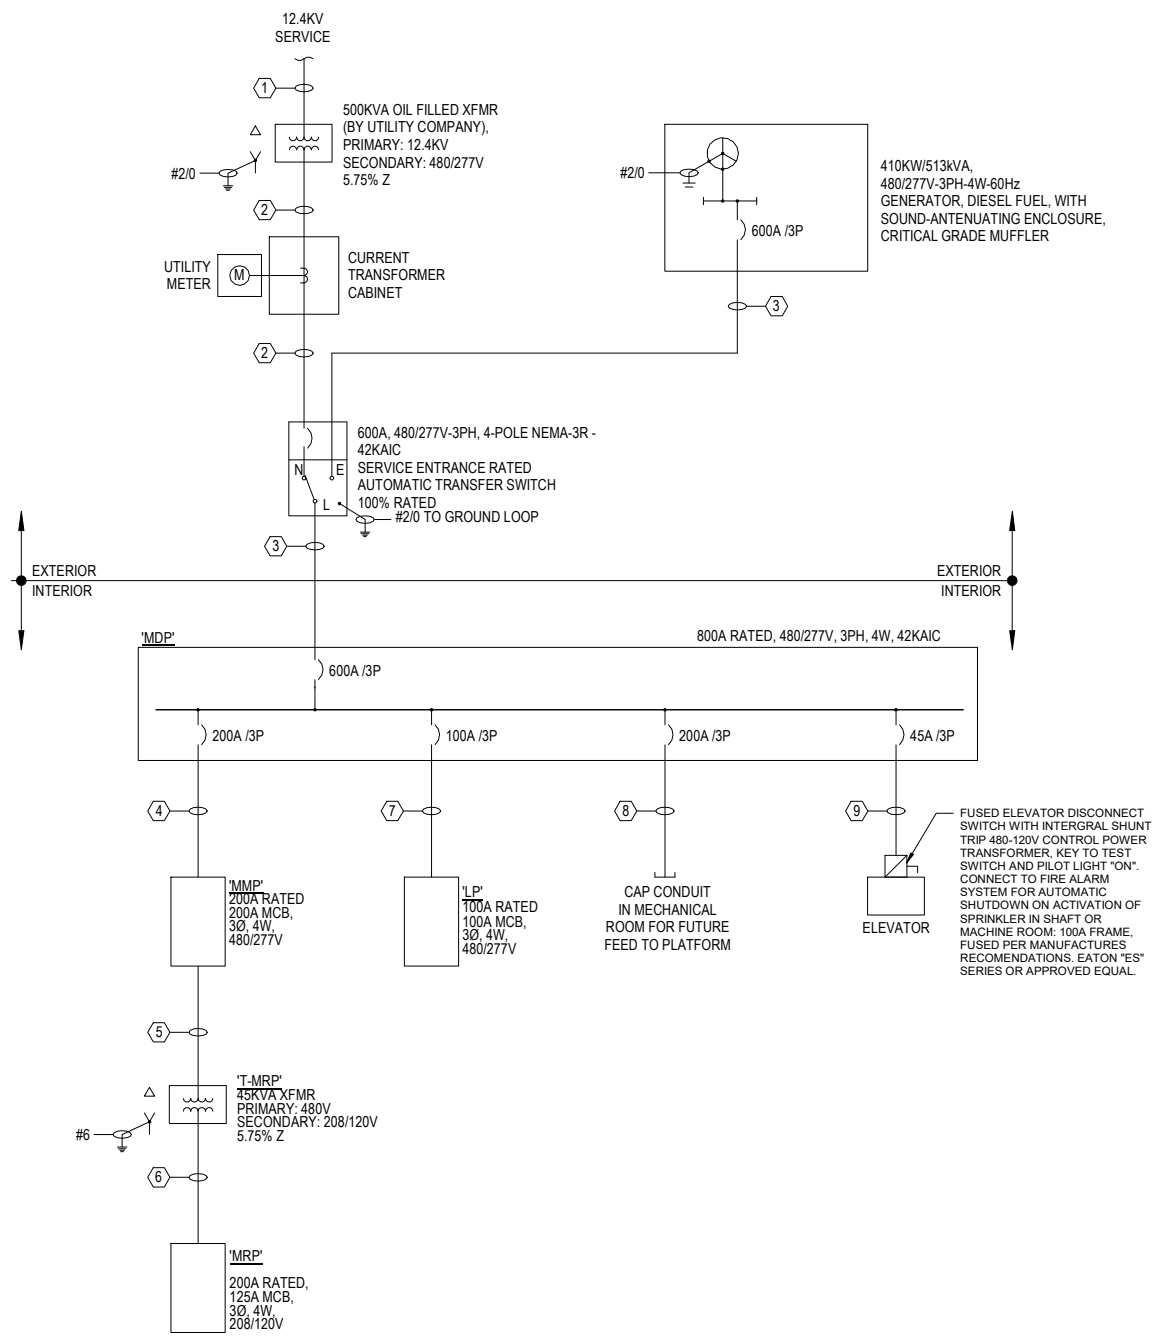 12.4KV
SERVICE
1
500KVA OIL FILLED XFMR
(BY UTILITY COMPANY),
PRIMARY: 12.4KV
SECONDARY: 480/277V
5.75% Z
#2/0
2
UTILITY
METER
M
CURRENT
TRANSFORMER
CABINET
2
#2/0
600A /3P
410KW/513kVA,
480/277V-3PH-4W-60Hz
GENERATOR, DIESEL FUEL, WITH
SOUND-ANTENUATING ENCLOSURE,
CRITICAL GRADE MUFFLER
3
600A, 480/277V-3PH, 4-POLE NEMA-3R -
42KAIC
SERVICE ENTRANCE RATED
AUTOMATIC TRANSFER SWITCH
100% RATED
N
E
L
#2/0 TO GROUND LOOP
3
EXTERIOR
INTERIOR
EXTERIOR
INTERIOR
'MDP'
800A RATED, 480/277V, 3PH, 4W, 42KAIC
600A /3P
200A /3P
100A /3P
200A /3P
45A /3P
4
7
8
9
'MMP'
200A RATED
200A MCB,
3Ø, 4W,
480/277V
'LP'
100A RATED
100A MCB,
3Ø, 4W,
480/277V
CAP CONDUIT
IN MECHANICAL
ROOM FOR FUTURE
FEED TO PLATFORM
ELEVATOR
FUSED ELEVATOR DISCONNECT
SWITCH WITH INTERGRAL SHUNT
TRIP 480-120V CONTROL POWER
TRANSFORMER, KEY TO TEST
SWITCH AND PILOT LIGHT "ON".
CONNECT TO FIRE ALARM
SYSTEM FOR AUTOMATIC
SHUTDOWN ON ACTIVATION OF
SPRINKLER IN SHAFT OR
MACHINE ROOM: 100A FRAME,
FUSED PER MANUFACTURES
RECOMENDATIONS. EATON "ES"
SERIES OR APPROVED EQUAL.
5
'T-MRP'
45KVA XFMR
PRIMARY: 480V
SECONDARY: 208/120V
5.75% Z
#6
6
'MRP'
200A RATED,
125A MCB,
3Ø, 4W,
208/120V